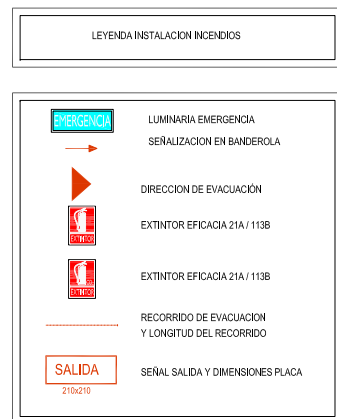 LEYENDA INSTALACION INCENDIOS
EMERGENCIA LUMINARIA EMERGENCIA
SEÑALIZACION EN BANDEROLA
DIRECCION DE EVACUACIÓN
EXTINTOR EXTINTOR EFICACIA 21A / 113B
EXTINTOR EXTINTOR EFICACIA 21A / 113B
RECORRIDO DE EVACUACION
Y LONGITUD DEL RECORRIDO
SALIDA SEÑAL SALIDA Y DIMENSIONES PLACA
210x210